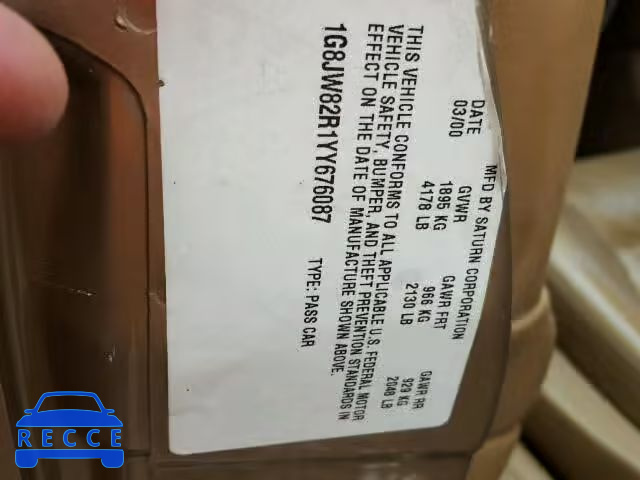 MFD BY SATURN CORPORATION
DATE GVWR GAWR FRT GAWR RR
03/00 1895 KG 966 KG 929 KG
4178 LB 2130 LB 2048 LB
THIS VEHICLE CONFORMS TO ALL APPLICABLE U.S. FEDERAL MOTOR
VEHICLE SAFETY, BUMPER, AND THEFT PREVENTION STANDARDS IN
EFFECT ON THE DATE OF MANUFACTURE SHOWN ABOVE.
1G8JW82R1YY676087 TYPE: PASS CAR
RECCE